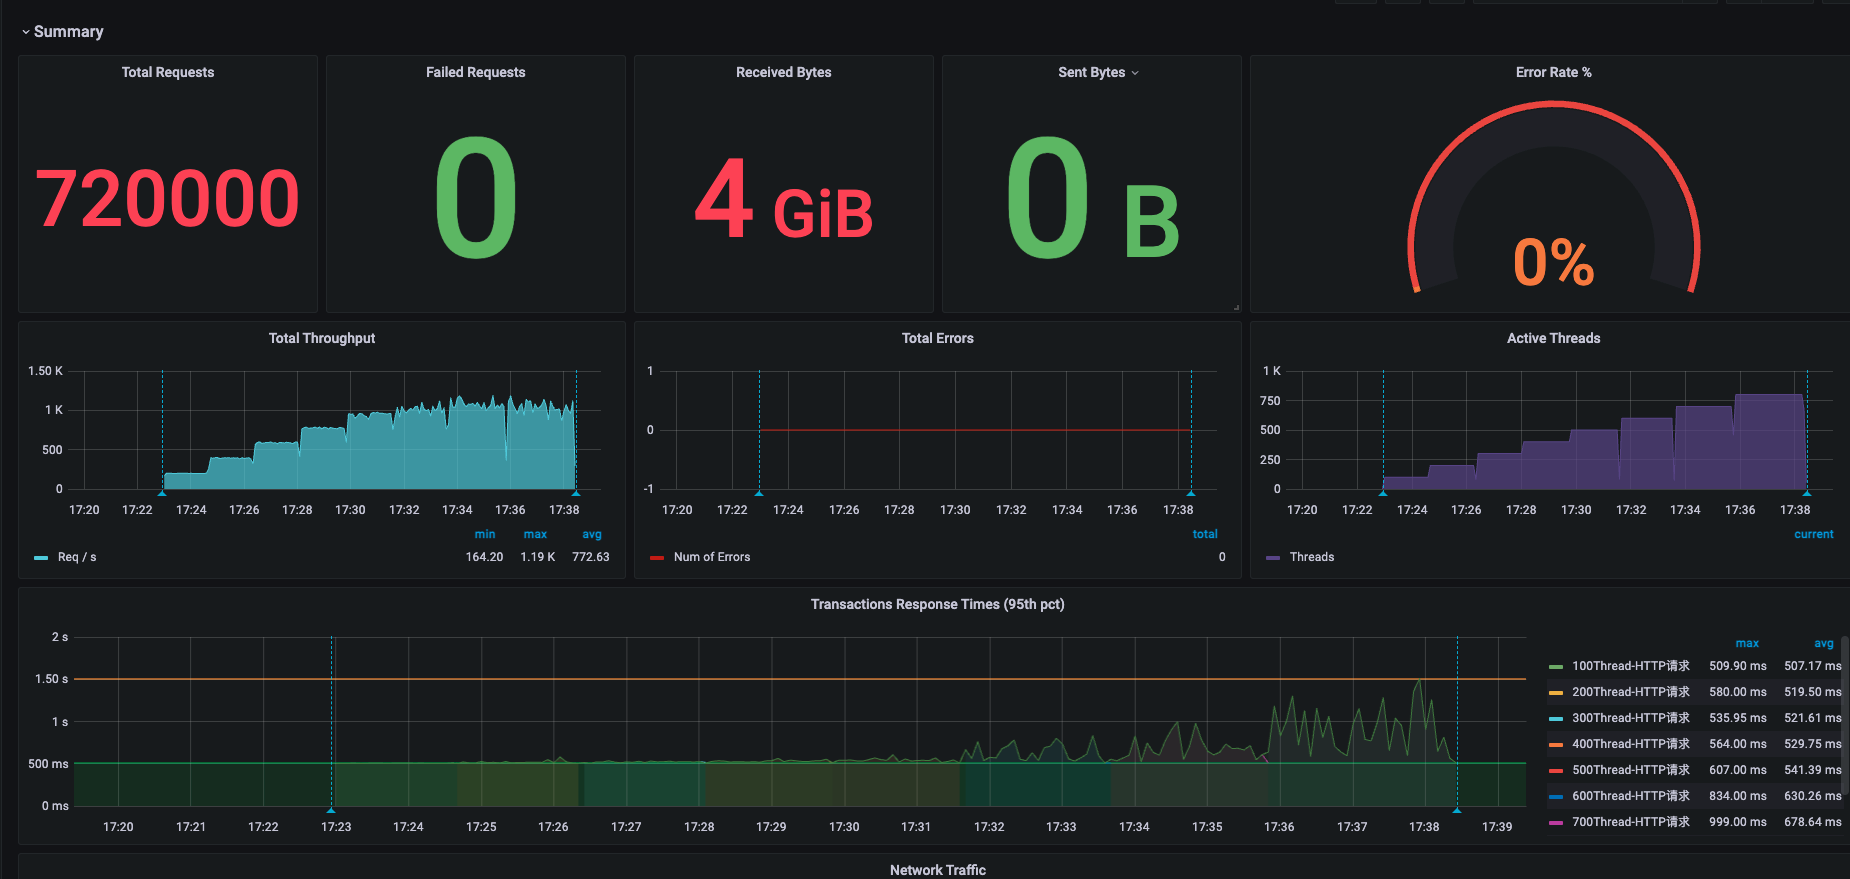 Summary
Total Requests
720000
Failed Requests
0
Received Bytes
4 GiB
Sent Bytes
0 B
Error Rate %
0%
Total Throughput
1.50 K
1 K
500
0
17:20 17:22 17:24 17:26 17:28 17:30 17:32 17:34 17:36 17:38
min max avg
Req / s 164.20 1.19 K 772.63
Total Errors
1
0
-1
17:20 17:22 17:24 17:26 17:28 17:30 17:32 17:34 17:36 17:38
total
Num of Errors 0
Active Threads
1 K
750
500
250
0
17:20 17:22 17:24 17:26 17:28 17:30 17:32 17:34 17:36 17:38
current
Threads
Transactions Response Times (95th pct)
2 s
1.50 s
1 s
500 ms
0 ms
17:20 17:21 17:22 17:23 17:24 17:25 17:26 17:27 17:28 17:29 17:30 17:31 17:32 17:33 17:34 17:35 17:36 17:37 17:38 17:39
max avg
100Thread-HTTP请求 509.90 ms 507.17 ms
200Thread-HTTP请求 580.00 ms 519.50 ms
300Thread-HTTP请求 535.95 ms 521.61 ms
400Thread-HTTP请求 564.00 ms 529.75 ms
500Thread-HTTP请求 607.00 ms 541.39 ms
600Thread-HTTP请求 834.00 ms 630.26 ms
700Thread-HTTP请求 999.00 ms 678.64 ms
Network Traffic